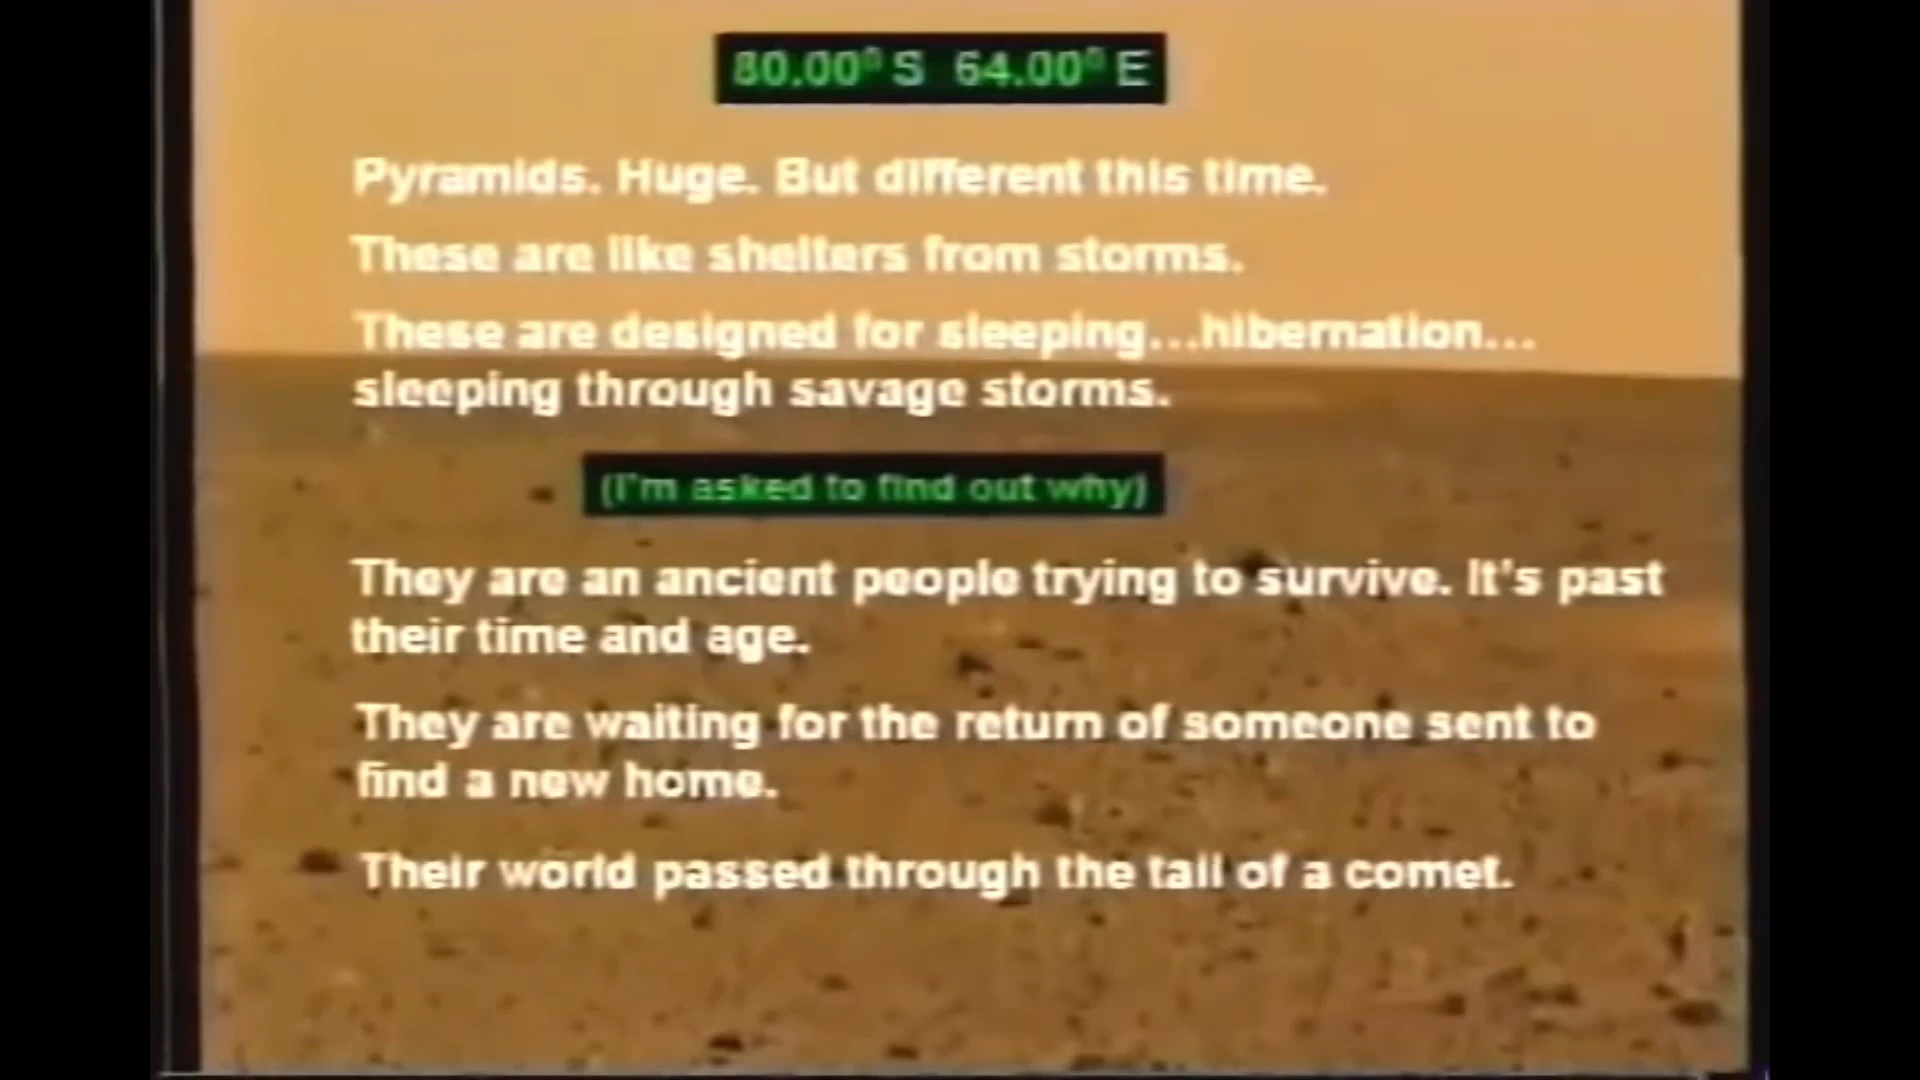 80.00° S 64.00° E
Pyramids. Huge. But different this time.
These are like shelters from storms.
These are designed for sleeping...hibernation...
sleeping through savage storms.
(I'm asked to find out why)
They are an ancient people trying to survive. It's past
their time and age.
They are waiting for the return of someone sent to
find a new home.
Their world passed through the tail of a comet.